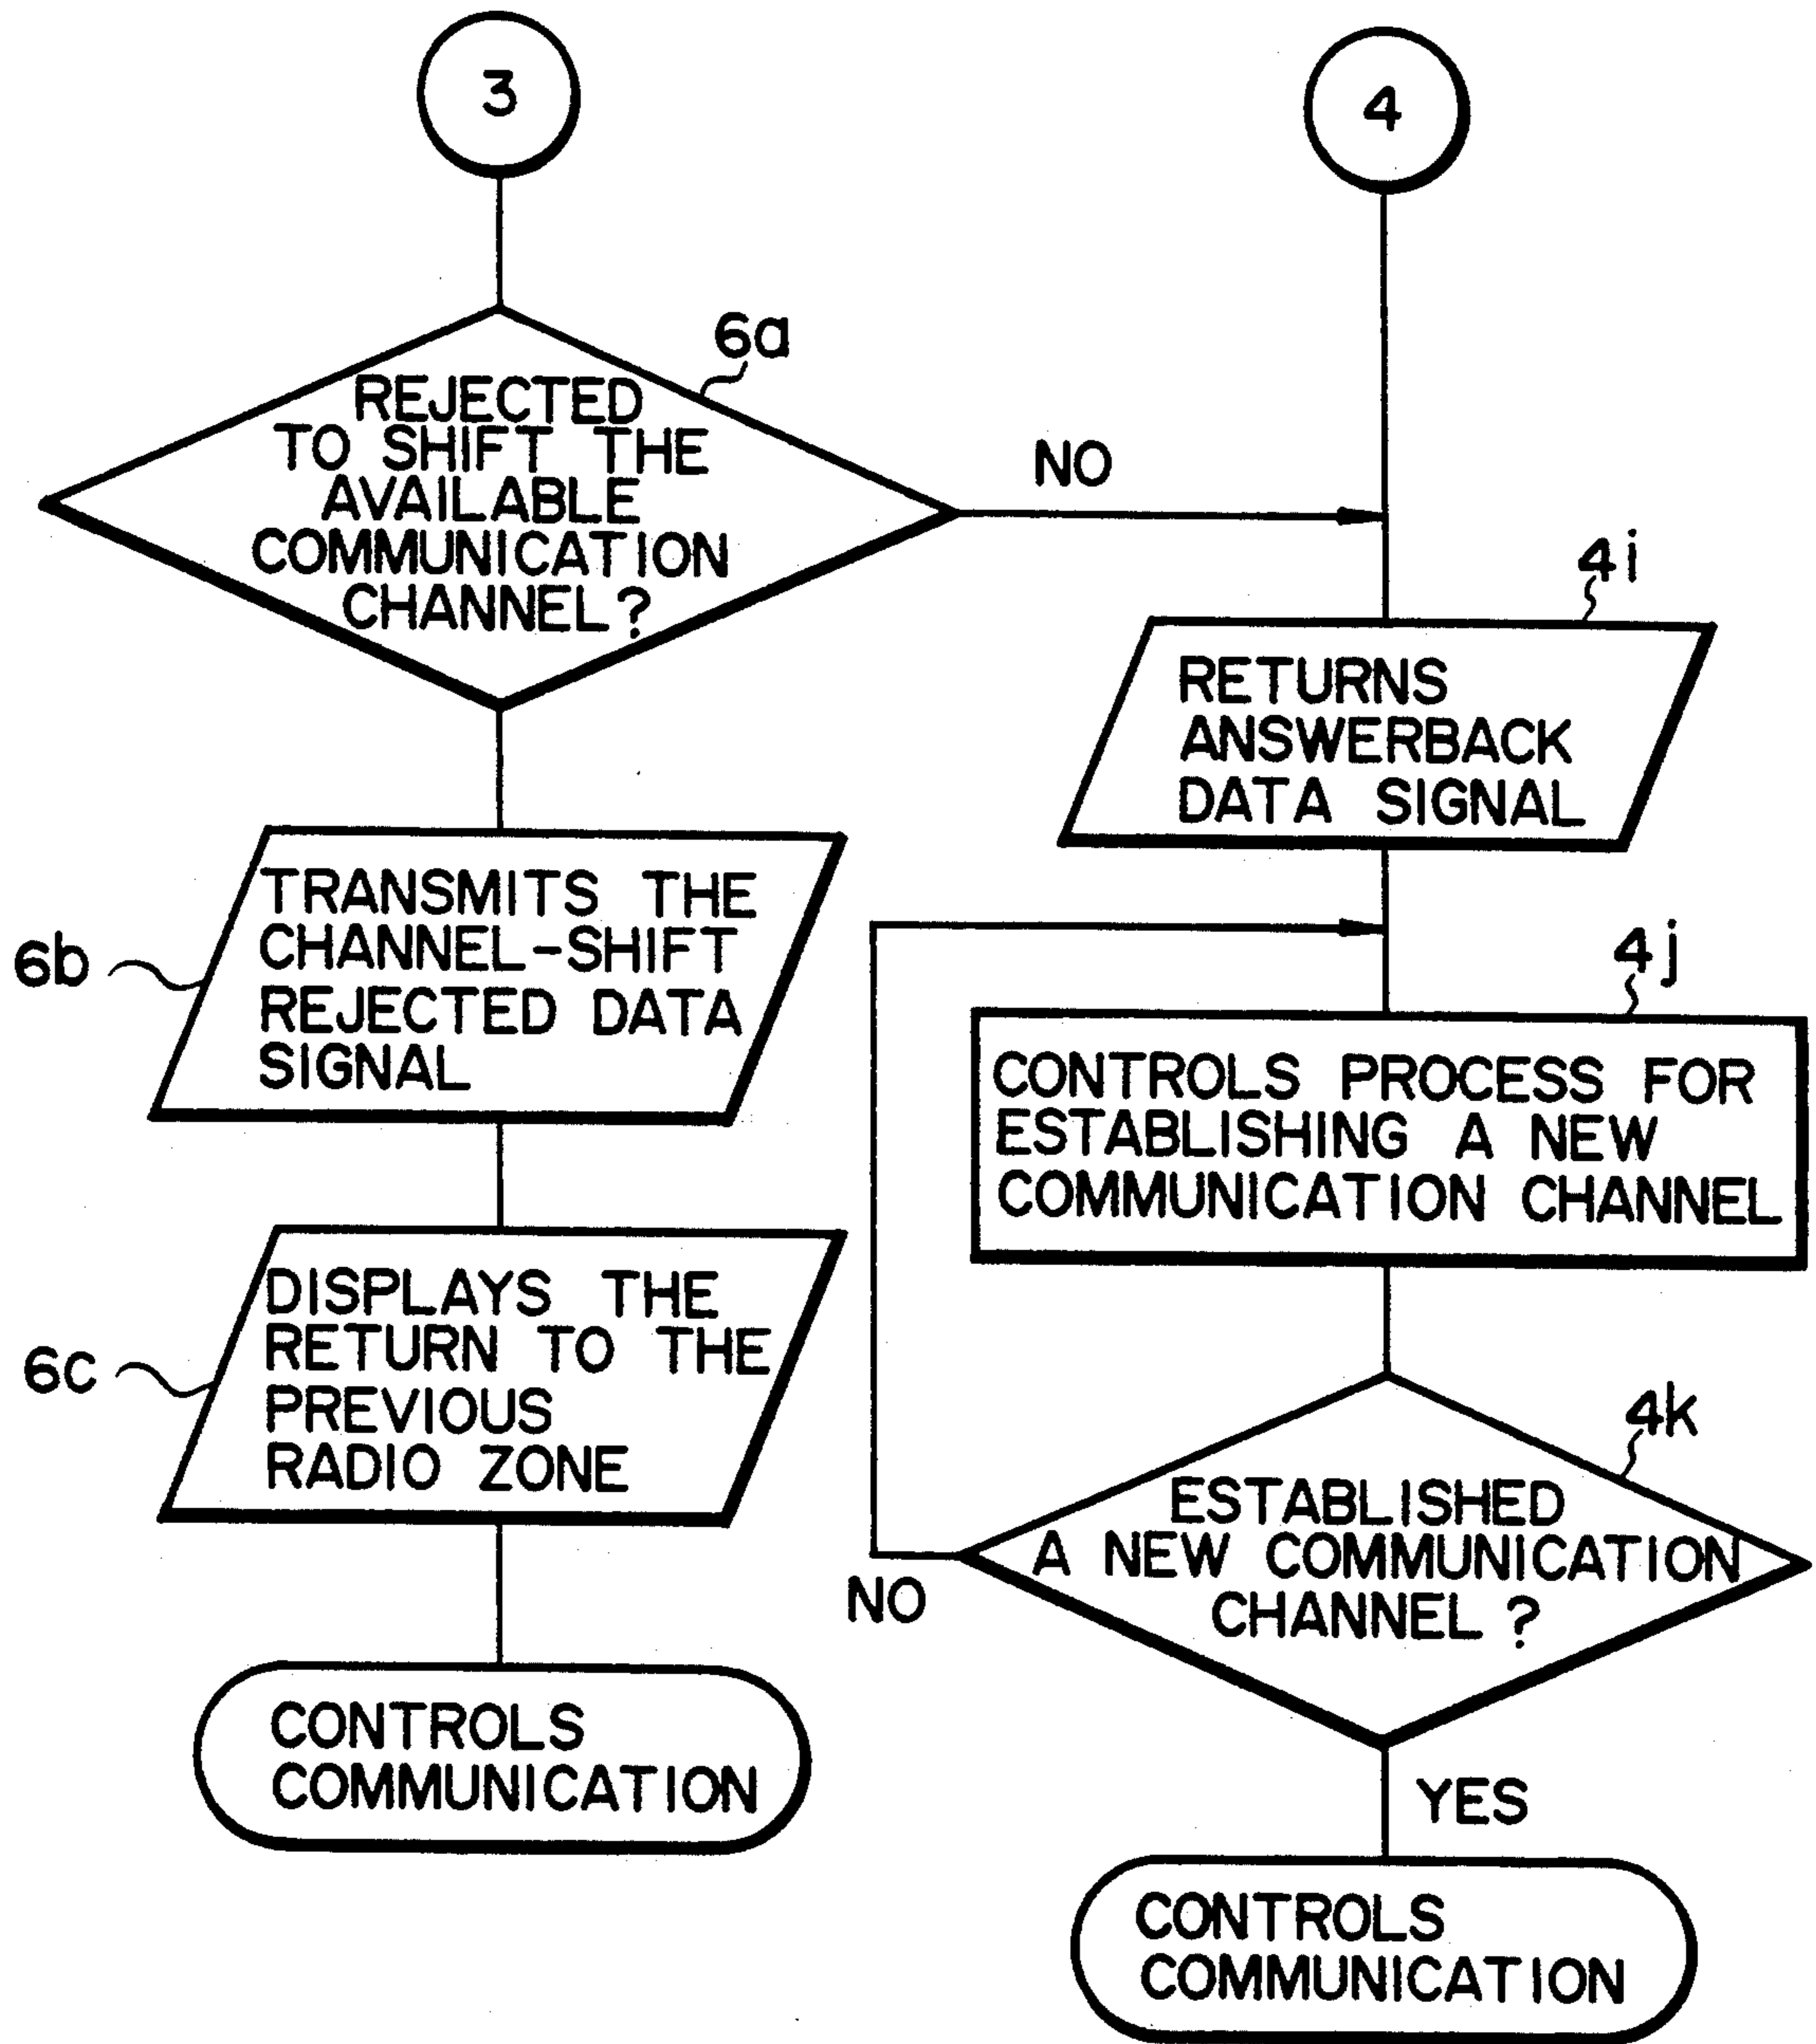 3
6a
REJECTED
TO SHIFT THE
AVAILABLE
COMMUNICATION
CHANNEL?
NO
6b
TRANSMITS THE
CHANNEL-SHIFT
REJECTED DATA
SIGNAL
6c
DISPLAYS THE
RETURN TO THE
PREVIOUS
RADIO ZONE
CONTROLS
COMMUNICATION
4
4i
RETURNS
ANSWERBACK
DATA SIGNAL
4j
CONTROLS PROCESS FOR
ESTABLISHING A NEW
COMMUNICATION CHANNEL
4k
ESTABLISHED
A NEW COMMUNICATION
CHANNEL?
NO
YES
CONTROLS
COMMUNICATION